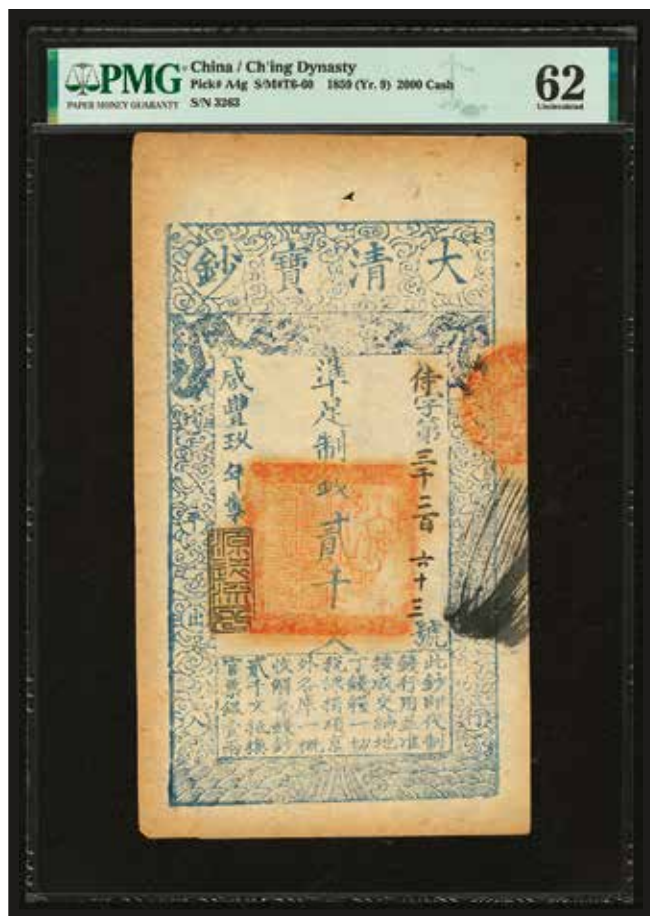 PMG
PAPER MONEY GUARANTY
China / Ch'ing Dynasty
Pick# A4g S/M#T6-60 1859 (Yr. 9) 2000 Cash
S/N 3263
62
Uncirculated
大清寶鈔
侍字第三千二百六十三號
準足制錢貳千文
咸豐玖年製
此鈔即代制
錢行用並准
按成交納地
丁錢糧一切
稅課捐項京
外各庫一概
收解每錢鈔
貳千文抵換
官票銀壹兩